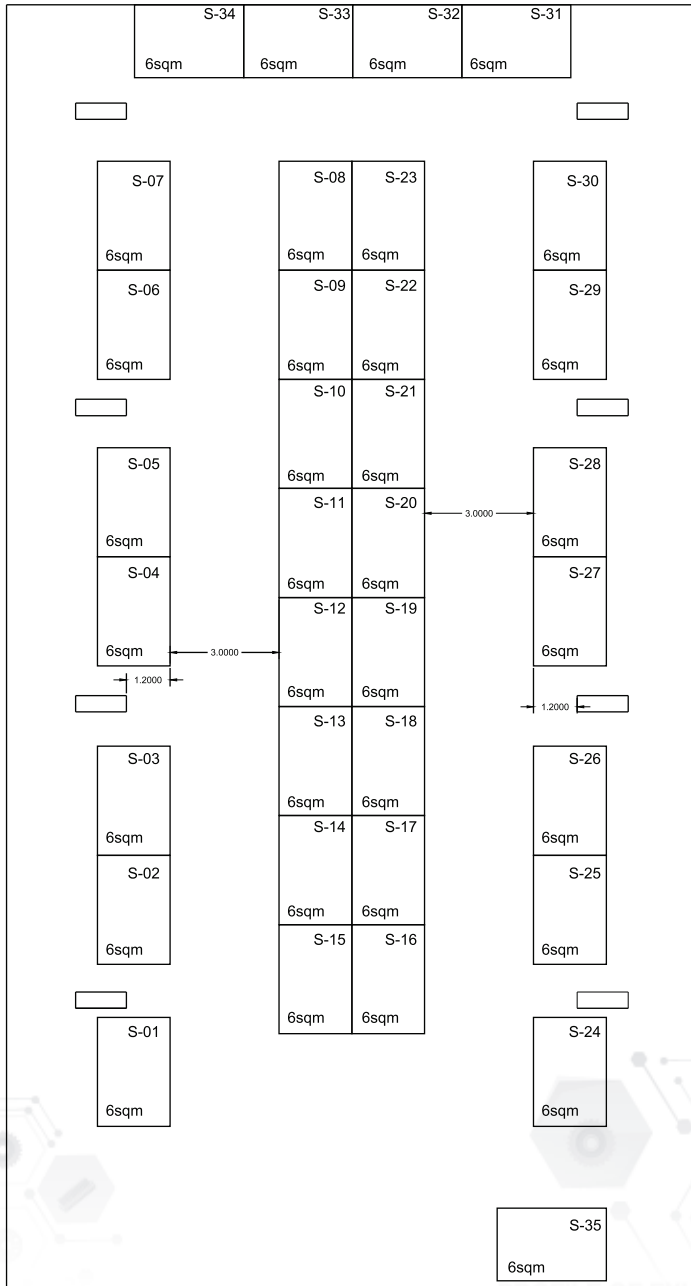 S-34 S-33 S-32 S-31
6sqm 6sqm 6sqm 6sqm
S-07 S-08 S-23 S-30
6sqm 6sqm 6sqm 6sqm
S-06 S-09 S-22 S-29
6sqm 6sqm 6sqm 6sqm
S-10 S-21
6sqm 6sqm
S-05 S-28
6sqm 6sqm
S-11 S-20
3.0000
6sqm 6sqm
S-04 S-27
6sqm 6sqm
S-12 S-19
3.0000
1.2000
6sqm 6sqm
1.2000
S-13 S-18
6sqm 6sqm
S-03 S-26
6sqm 6sqm
S-14 S-17
6sqm 6sqm
S-02 S-25
6sqm 6sqm
S-15 S-16
6sqm 6sqm
S-01 S-24
6sqm 6sqm
S-35
6sqm